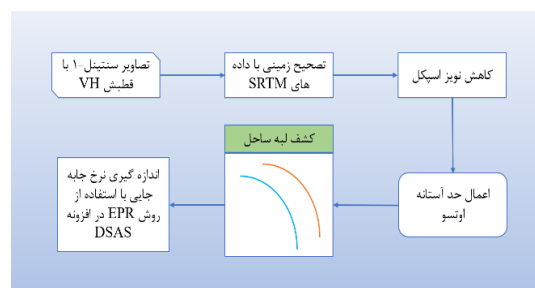 تصاویر سنتینل-۱ با
قطبش VH
تصحیح زمینی با داده
های SRTM
کاهش نویز اسپکل
اعمال حد آستانه
اوتسو
کشف لبه ساحل
اندازه گیری نرخ جابه
جایی با استفاده از
روش EPR در افزونه
DSAS